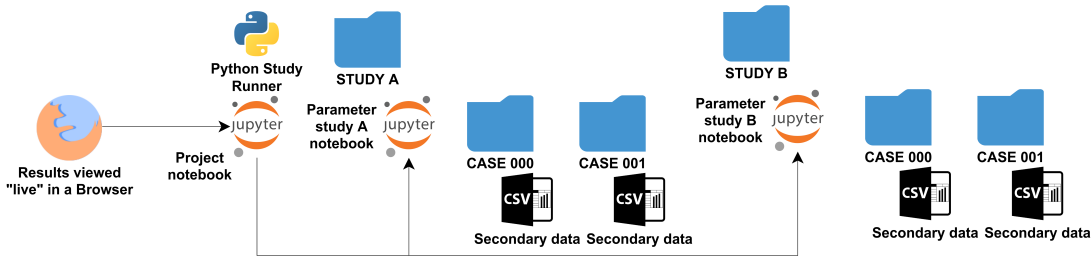 Python Study
Runner
jupyter
Project
notebook
Results viewed
"live" in a Browser
STUDY A
Parameter
study A
notebook
jupyter
CASE 000
CSV
Secondary data
CASE 001
CSV
Secondary data
STUDY B
Parameter
study B
notebook
jupyter
CASE 000
CSV
Secondary data
CASE 001
CSV
Secondary data